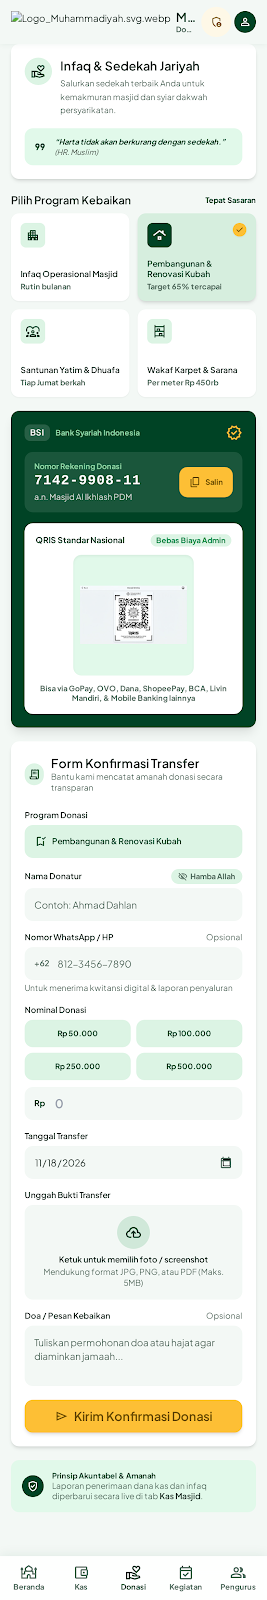 Logo_Muhammadiyah.svg.webp
M...
Do...
Infaq & Sedekah Jariyah
Salurkan sedekah terbaik Anda untuk
kemakmuran masjid dan syiar dakwah
persyarikatan.
"Harta tidak akan berkurang dengan sedekah."
(HR. Muslim)
Pilih Program Kebaikan
Tepat Sasaran
Infaq Operasional Masjid
Rutin bulanan
Pembangunan &
Renovasi Kubah
Target 65% tercapai
Santunan Yatim & Dhuafa
Tiap Jumat berkah
Wakaf Karpet & Sarana
Per meter Rp 450rb
BSI
Bank Syariah Indonesia
Nomor Rekening Donasi
7142-9908-11
a.n. Masjid Al Ikhlash PDM
Salin
QRIS Standar Nasional
Bebas Biaya Admin
Bisa via GoPay, OVO, Dana, ShopeePay, BCA, Livin
Mandiri, & Mobile Banking lainnya
Form Konfirmasi Transfer
Bantu kami mencatat amanah donasi secara
transparan
Program Donasi
Pembangunan & Renovasi Kubah
Nama Donatur
Hamba Allah
Contoh: Ahmad Dahlan
Nomor WhatsApp / HP
Opsional
+62
812-3456-7890
Untuk menerima kwitansi digital & laporan penyaluran
Nominal Donasi
Rp 50.000
Rp 100.000
Rp 250.000
Rp 500.000
Rp
0
Tanggal Transfer
11/18/2026
Unggah Bukti Transfer
Ketuk untuk memilih foto / screenshot
Mendukung format JPG, PNG, atau PDF (Maks.
5MB)
Doa / Pesan Kebaikan
Opsional
Tuliskan permohonan doa atau hajat agar
diaminkan jamaah...
Kirim Konfirmasi Donasi
Prinsip Akuntabel & Amanah
Laporan penerimaan dana kas dan infaq
diperbarui secara live di tab Kas Masjid.
Beranda
Kas
Donasi
Kegiatan
Pengurus